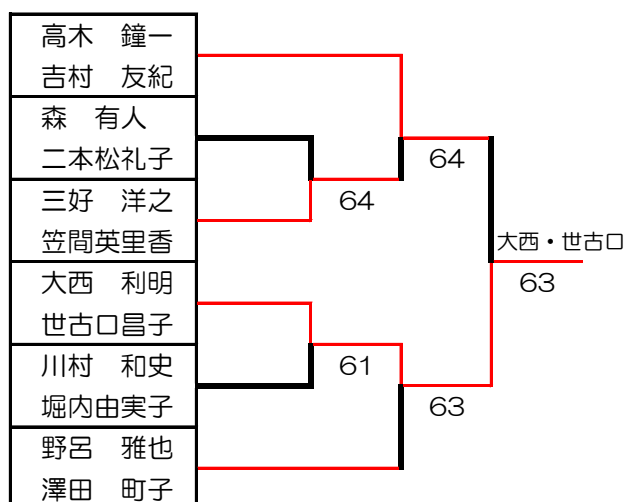 高木　鐘一
吉村　友紀
森　有人
二本松礼子
64
64
三好　洋之
笠間英里香
大西・世古口
63
大西　利明
世古口昌子
川村　和史
61
堀内由実子
63
野呂　雅也
澤田　町子